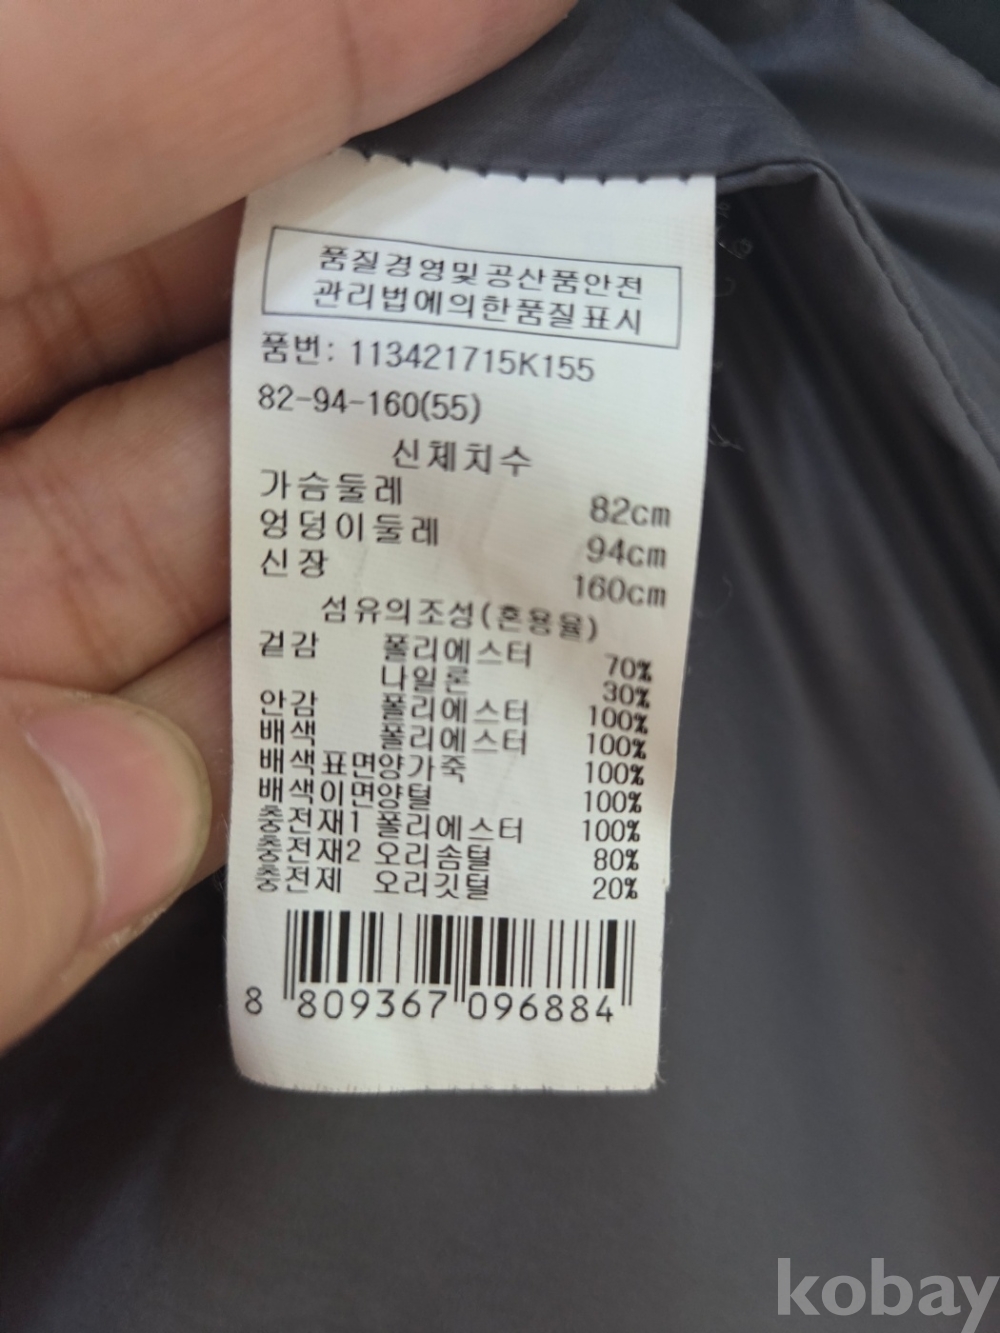 품질경영및공산품안전
관리법에의한품질표시
품번: 113421715K155
82-94-160(55)
신체치수
가슴둘레 82cm
엉덩이둘레 94cm
신장 160cm
섬유의조성(혼용율)
겉감 폴리에스터 70%
나일론 30%
안감 폴리에스터 100%
배색 폴리에스터 100%
배색표면양가죽 100%
배색이면양털 100%
충전재1 폴리에스터 100%
충전재2 오리솜털 80%
충전제 오리깃털 20%
8 809367 096884
kobay